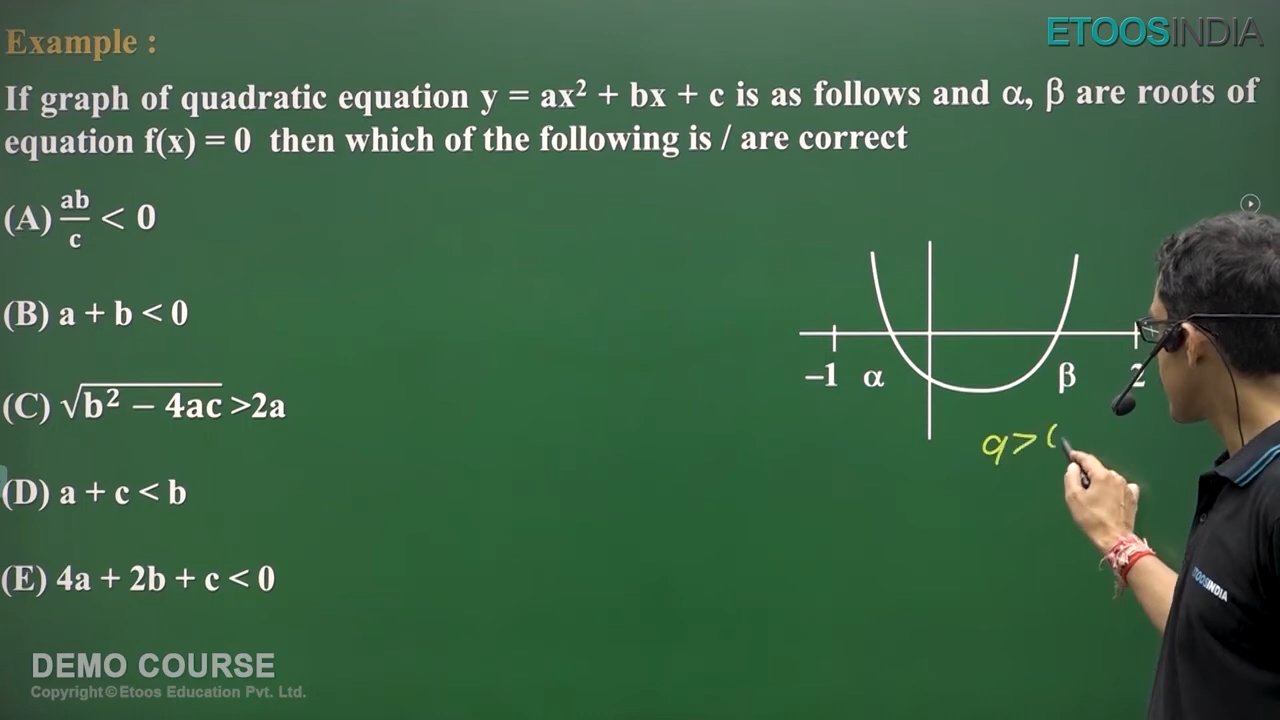 Example :
ETOOSINDIA
If graph of quadratic equation y = ax² + bx + c is as follows and α, β are roots of
equation f(x) = 0 then which of the following is / are correct
(A) ab/c < 0
(B) a + b < 0
(C) √(b² − 4ac) >2a
(D) a + c < b
(E) 4a + 2b + c < 0
–1 α β 2
a > 0
ETOOSINDIA
DEMO COURSE
Copyright © Etoos Education Pvt. Ltd.